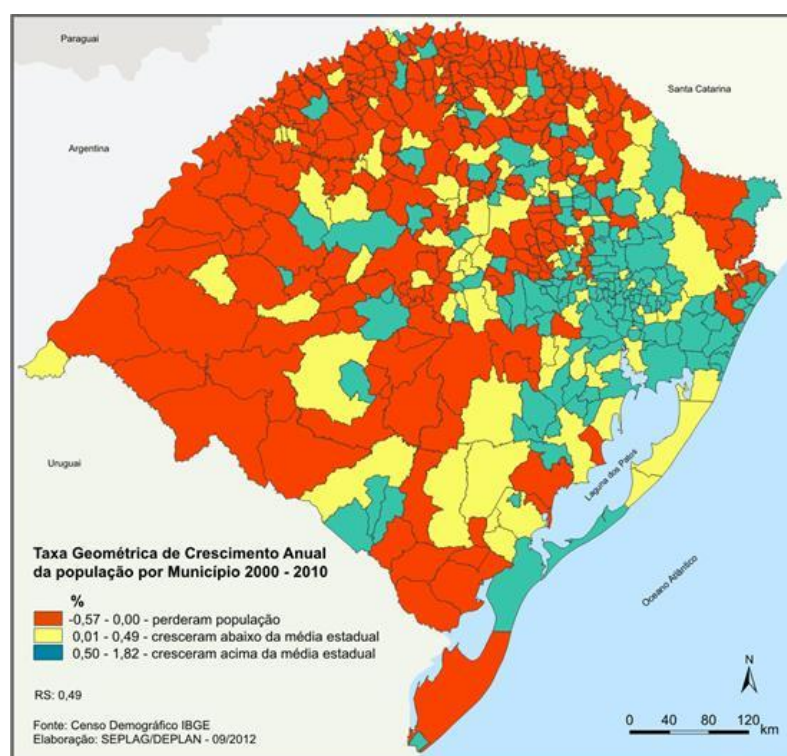 Paraguai
Santa Catarina
Argentina
Uruguai
Laguna dos Patos
Oceano Atlântico
Taxa Geométrica de Crescimento Anual
da população por Município 2000 - 2010
%
-0,57 - 0,00 - perderam população
0,01 - 0,49 - cresceram abaixo da média estadual
0,50 - 1,82 - cresceram acima da média estadual
RS: 0,49
Fonte: Censo Demográfico IBGE
Elaboração: SEPLAG/DEPLAN - 09/2012
N
0 40 80 120
km